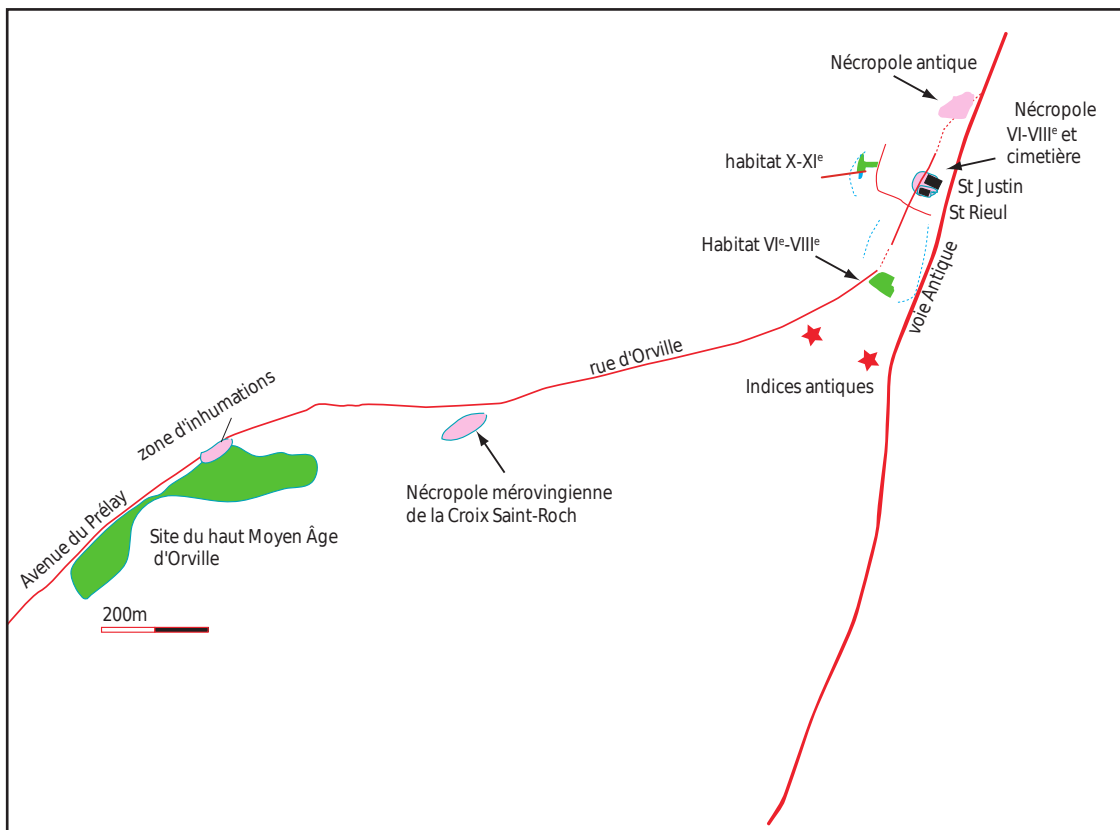 Nécropole antique
Nécropole
VI-VIIIᵉ et
cimetière
habitat X-XIᵉ
St Justin
St Rieul
Habitat VIᵉ-VIIIᵉ
voie Antique
rue d'Orville
Indices antiques
zone d'inhumations
Nécropole mérovingienne
de la Croix Saint-Roch
Avenue du Prélay
Site du haut Moyen Âge
d'Orville
200m